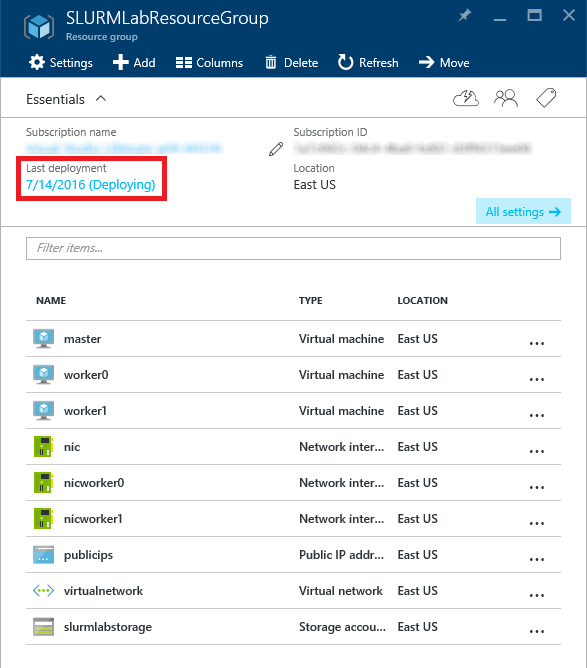 SLURMLabResourceGroup
Resource group
Settings Add Columns Delete Refresh Move
Essentials
Subscription name Subscription ID
Last deployment Location
7/14/2016 (Deploying) East US
All settings
Filter items...
NAME TYPE LOCATION
master Virtual machine East US ...
worker0 Virtual machine East US ...
worker1 Virtual machine East US ...
nic Network inter... East US ...
nicworker0 Network inter... East US ...
nicworker1 Network inter... East US ...
publicips Public IP addr... East US ...
virtualnetwork Virtual network East US ...
slurmlabstorage Storage accou... East US ...